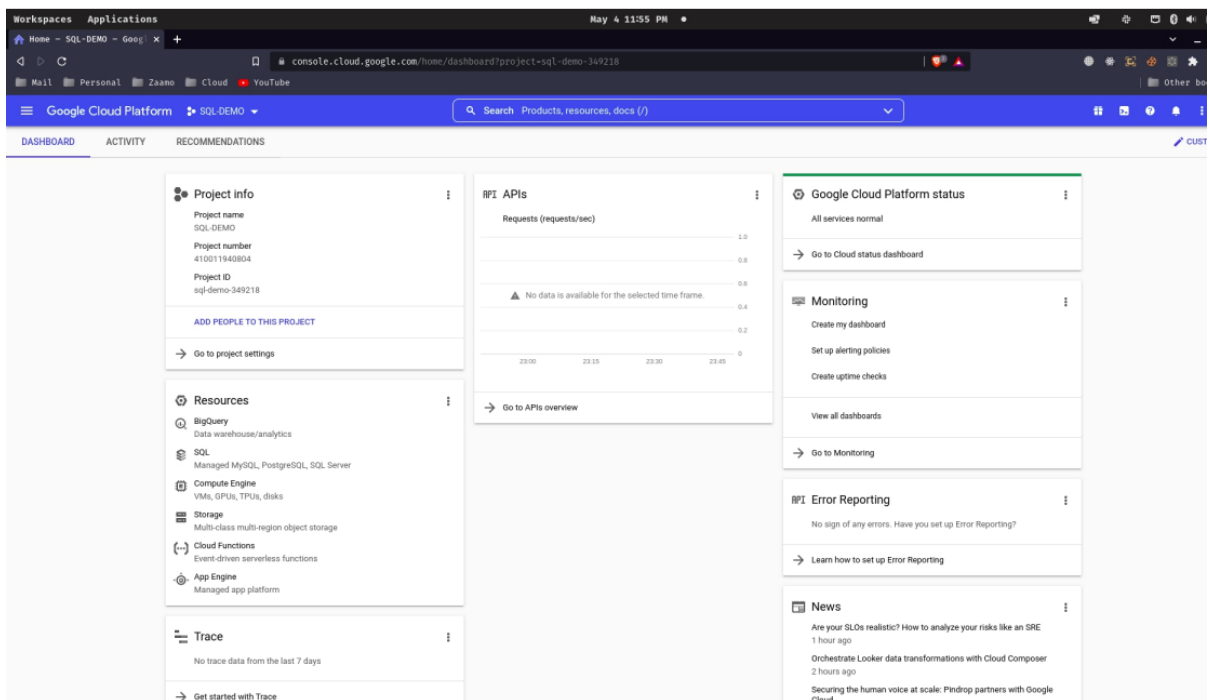 Workspaces Applications
May 4 11:55 PM
Home - SQL-DEMO - Googl
console.cloud.google.com/home/dashboard?project=sql-demo-349218
Mail Personal Zaamo Cloud YouTube
Other bo
Google Cloud Platform SQL-DEMO
Search Products, resources, docs (/)
DASHBOARD ACTIVITY RECOMMENDATIONS
CUST
Project info
Project name
SQL-DEMO
Project number
410011940804
Project ID
sql-demo-349218
ADD PEOPLE TO THIS PROJECT
Go to project settings
Resources
BigQuery
Data warehouse/analytics
SQL
Managed MySQL, PostgreSQL, SQL Server
Compute Engine
VMs, GPUs, TPUs, disks
Storage
Multi-class multi-region object storage
Cloud Functions
Event-driven serverless functions
App Engine
Managed app platform
Trace
No trace data from the last 7 days
Get started with Trace
API APIs
Requests (requests/sec)
1.0
0.8
0.6
No data is available for the selected time frame.
0.4
0.2
0
23:00 23:15 23:30 23:45
Go to APIs overview
Google Cloud Platform status
All services normal
Go to Cloud status dashboard
Monitoring
Create my dashboard
Set up alerting policies
Create uptime checks
View all dashboards
Go to Monitoring
API Error Reporting
No sign of any errors. Have you set up Error Reporting?
Learn how to set up Error Reporting
News
Are your SLOs realistic? How to analyze your risks like an SRE
1 hour ago
Orchestrate Looker data transformations with Cloud Composer
2 hours ago
Securing the human voice at scale: Pindrop partners with Google
Cloud